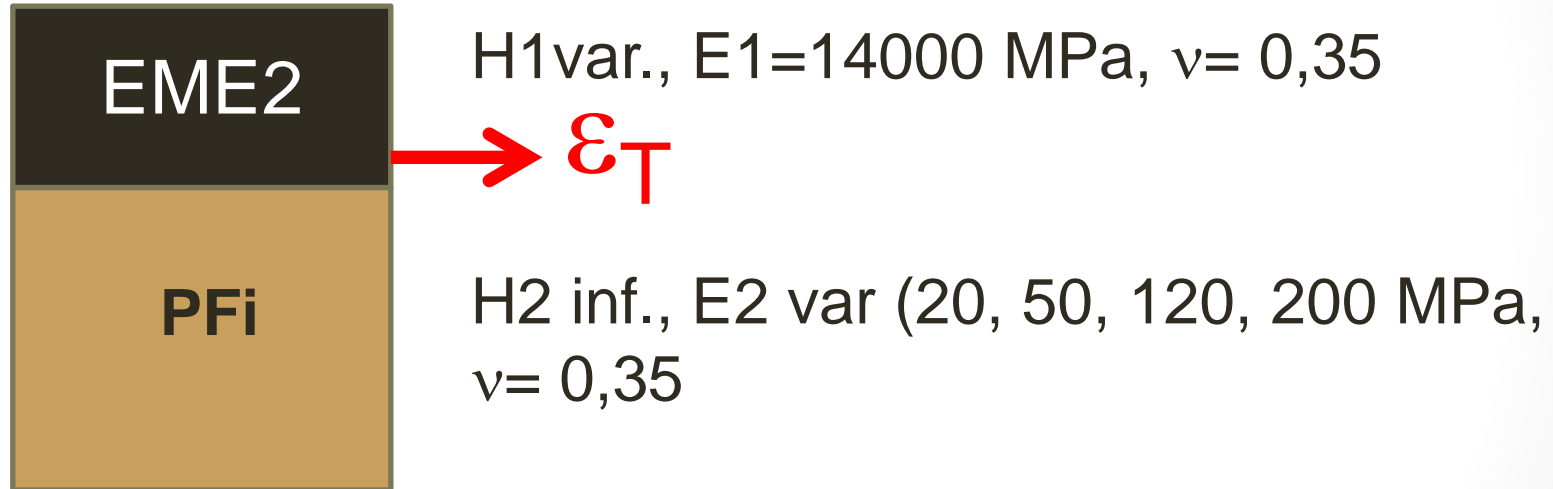 EME2
H1var., E1=14000 MPa, ν= 0,35
εT
PFi
H2 inf., E2 var (20, 50, 120, 200 MPa,
ν= 0,35